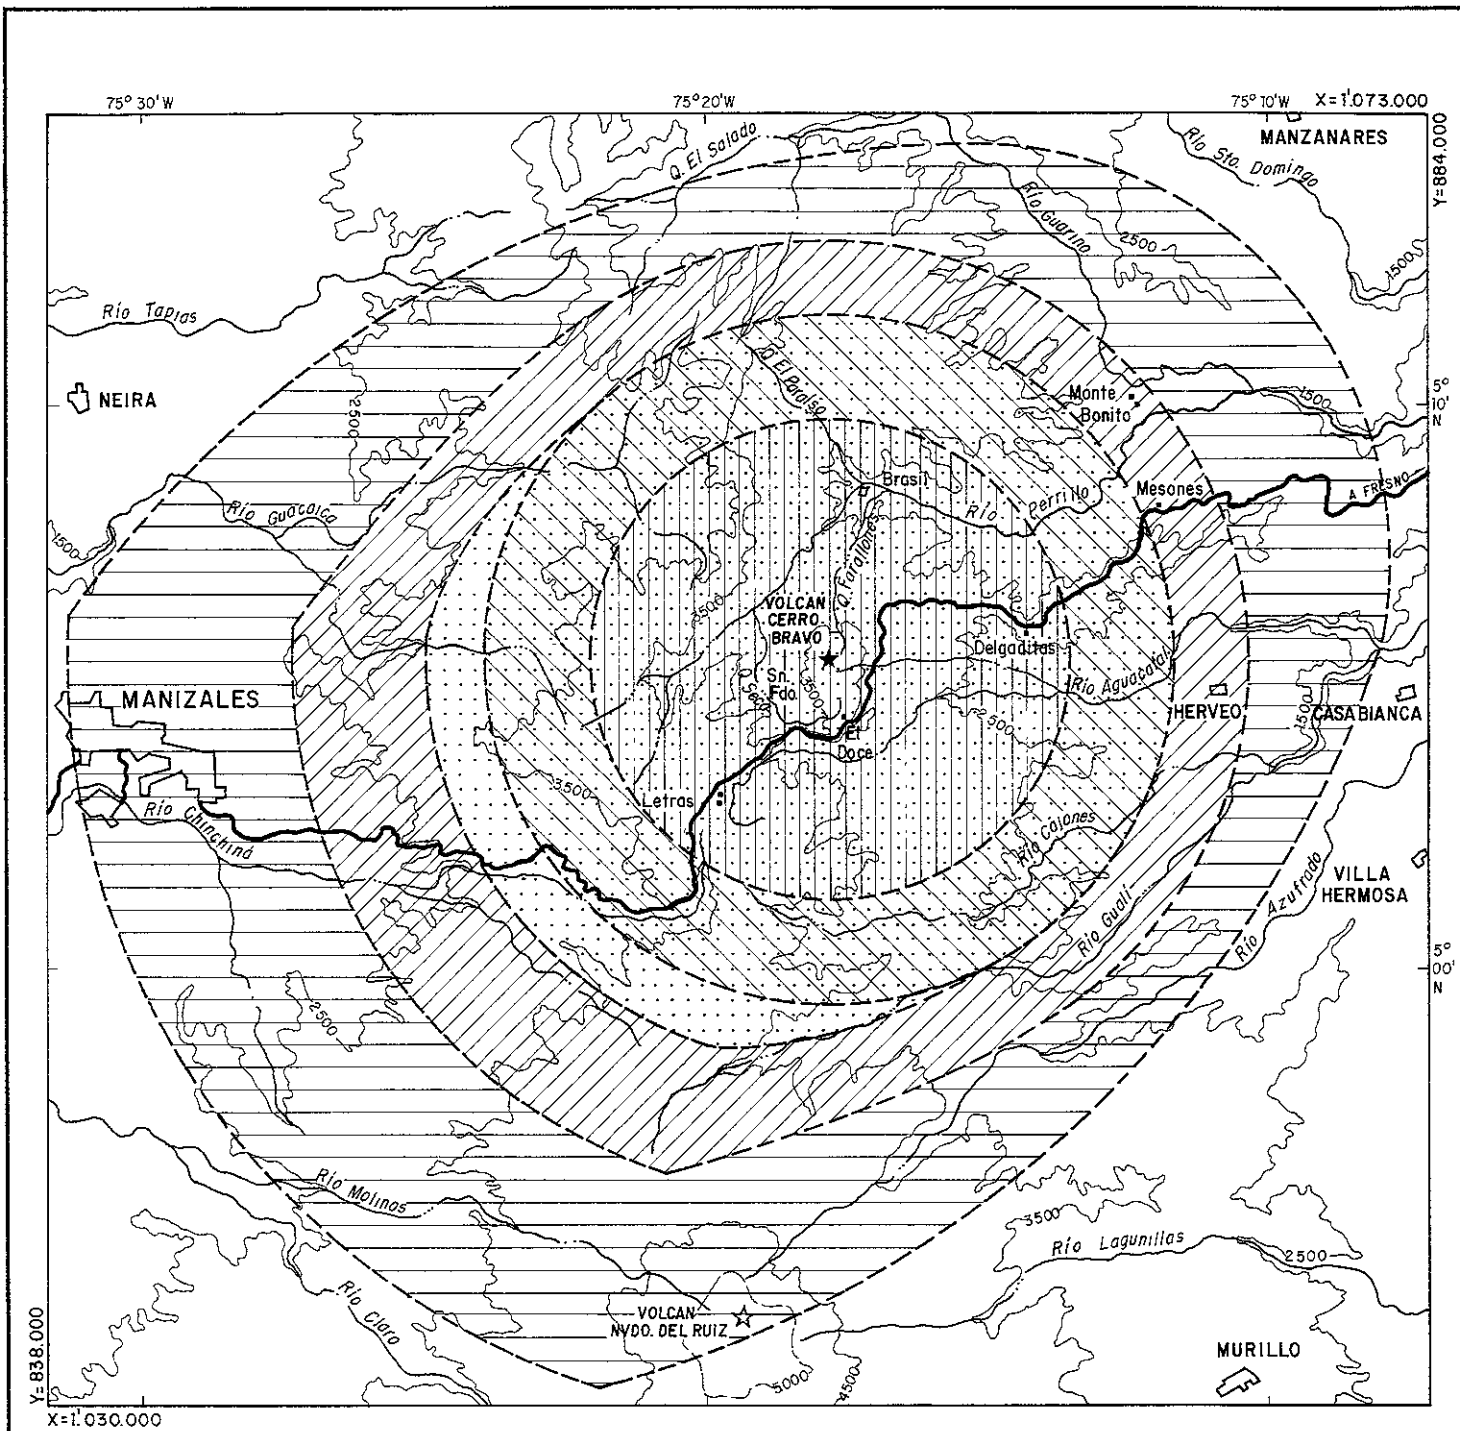 75° 30' W
75° 20' W
75° 10' W
X=1'.073.000
Y=884.000
MANZANARES
Río Sto. Domingo
Q. El Salado
Río Guarino
2500
1500
Río Tapias
NEIRA
2500
Q. El Paraíso
Monte
Bonito
1500
5°
10'
N
Brasil
Mesones
A FRESNO
Río Guacaica
Río Perrillo
1500
Q. Farallones
3500
VOLCAN
CERRO
BRAVO
Delgaditas
Sn.
Fdo.
Q. Seca
3500
Río Aguacatal
MANIZALES
HERVEO
CASABIANCA
1500
2500
El
Doce
3500
Letras
Río Chinchiná
Río Cajones
VILLA
HERMOSA
Río Gualí
Río Azufrado
5°
00'
N
2500
Río Molinos
3500
Río Lagunillas
2500
Río Claro
VOLCAN
NVDO. DEL RUIZ
MURILLO
5000
4500
Y=838.000
X=1'.030.000